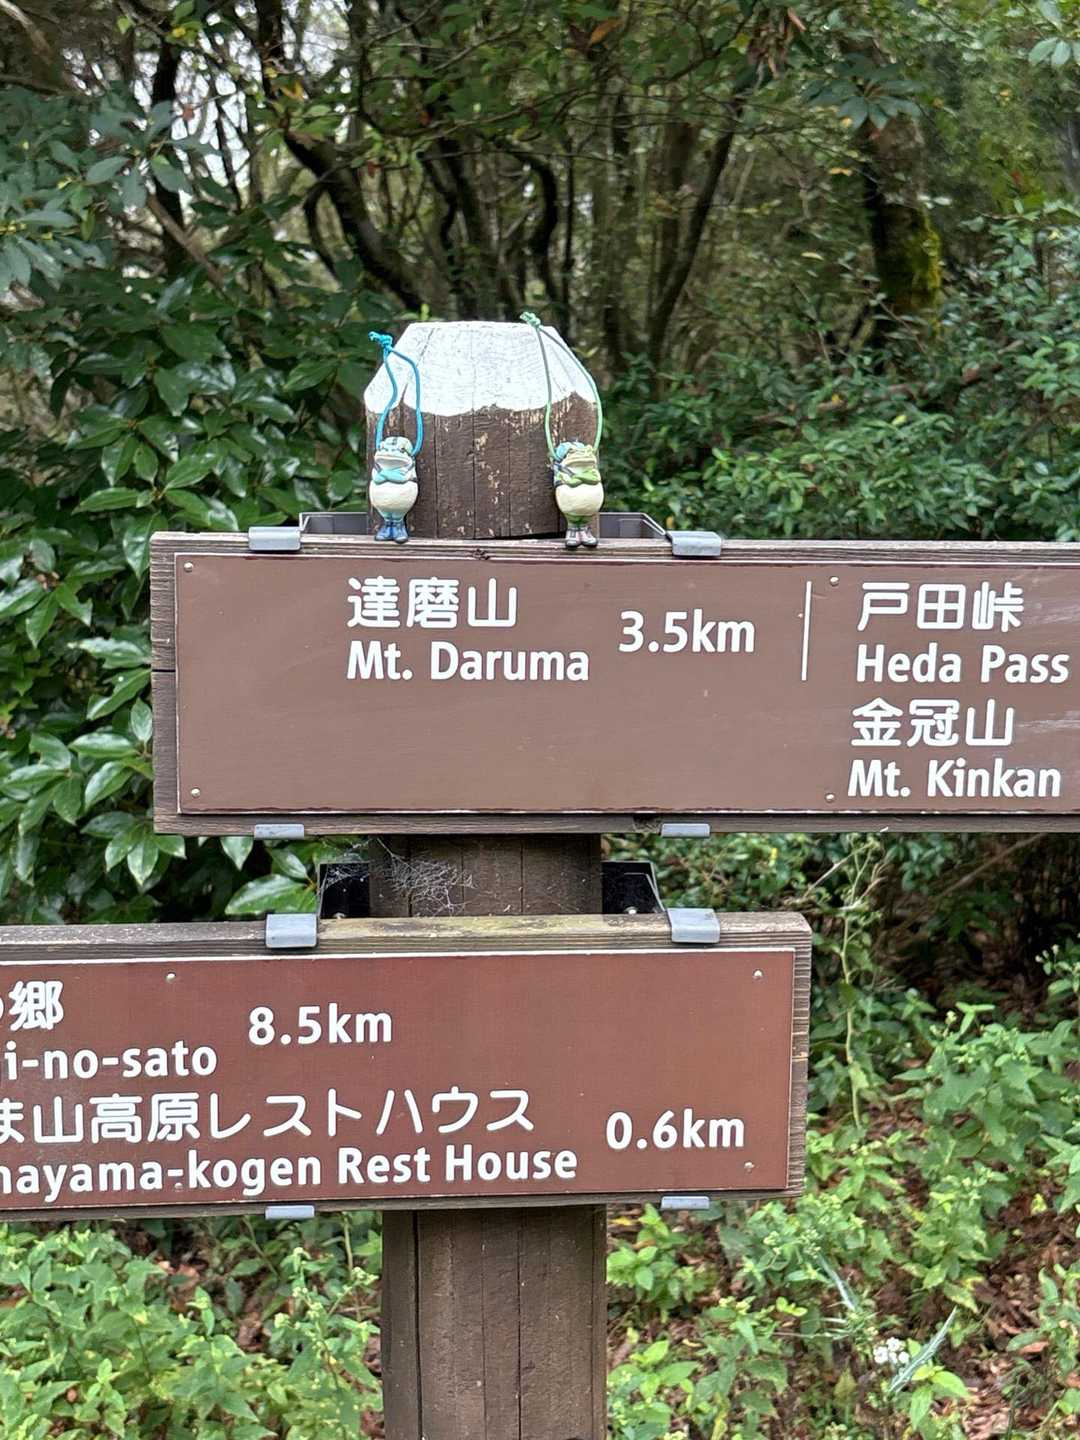 達磨山
Mt. Daruma
3.5km
戸田峠
Heda Pass
金冠山
Mt. Kinkan
郷
i-no-sato
8.5km
ま山高原レストハウス
nayama-kogen Rest House
0.6km